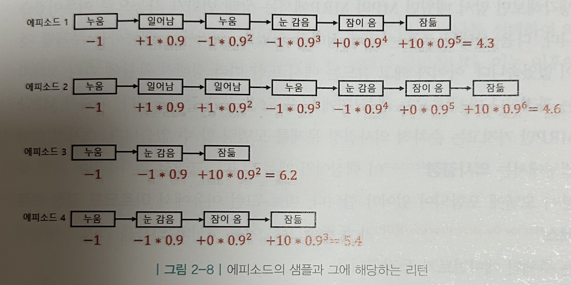 에피소드 1 누움 일어남 누움 눈 감음 잠이 옴 잠듦
−1 +1 * 0.9 −1 * 0.9² −1 * 0.9³ +0 * 0.9⁴ +10 * 0.9⁵ = 4.3
에피소드 2 누움 일어남 일어남 누움 눈 감음 잠이 옴 잠듦
−1 +1 * 0.9 +1 * 0.9² −1 * 0.9³ −1 * 0.9⁴ +0 * 0.9⁵ +10 * 0.9⁶ = 4.6
에피소드 3 누움 눈 감음 잠듦
−1 −1 * 0.9 +10 * 0.9² = 6.2
에피소드 4 누움 눈 감음 잠이 옴 잠듦
−1 −1 * 0.9 +0 * 0.9² +10 * 0.9³ = 5.4
| 그림 2-8 | 에피소드의 샘플과 그에 해당하는 리턴